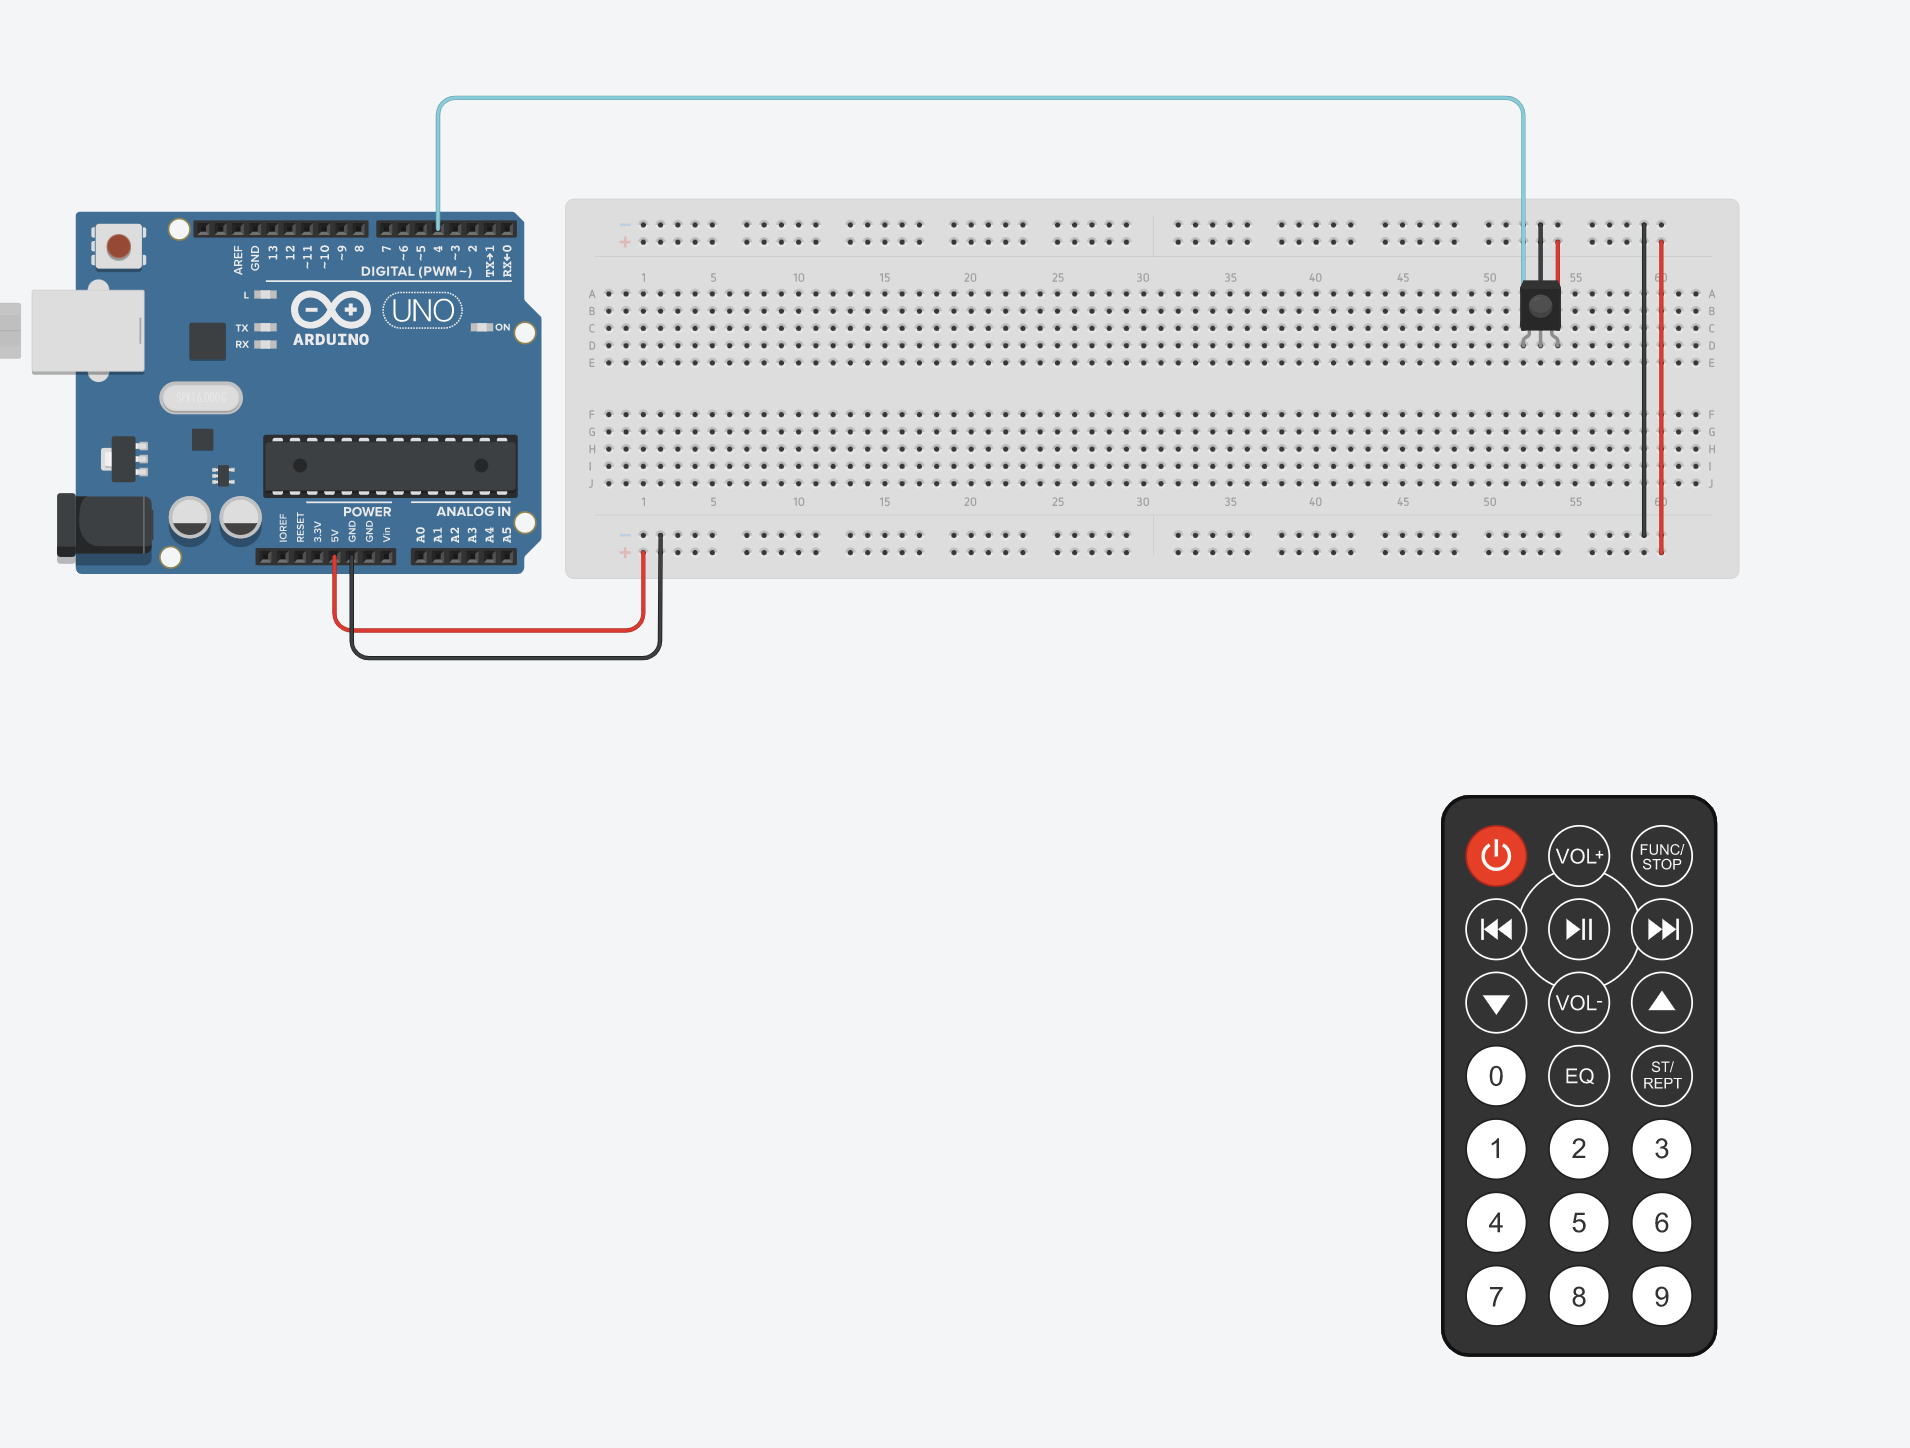 AREF
GND
13
12
~11
~10
~9
8
7
~6
~5
4
~3
2
TX→1
RX←0
DIGITAL (PWM~)
L
TX
RX
UNO
ARDUINO
ON
SPK16.000G
POWER
ANALOG IN
IOREF
RESET
3.3V
5V
GND
GND
Vin
A0
A1
A2
A3
A4
A5
1 5 10 15 20 25 30 35 40 45 50 55 60
A A
B B
C C
D D
E E
F F
G G
H H
I I
J J
1 5 10 15 20 25 30 35 40 45 50 55 60
VOL+
FUNC/
STOP
VOL-
0
EQ
ST/
REPT
1 2 3
4 5 6
7 8 9